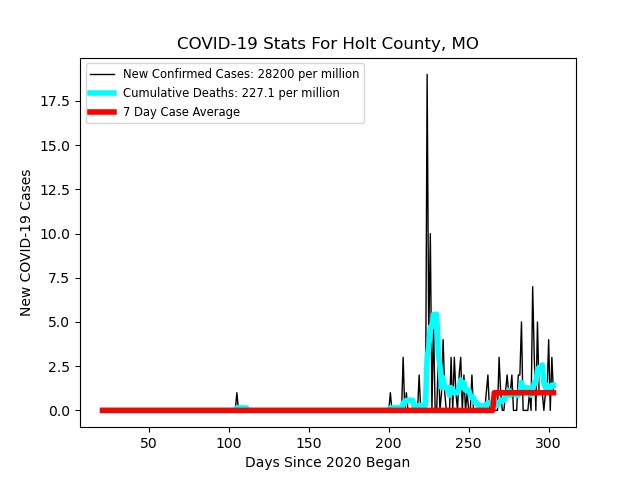 COVID-19 Stats For Holt County, MO
New Confirmed Cases: 28200 per million
Cumulative Deaths: 227.1 per million
7 Day Case Average
New COVID-19 Cases
17.5
15.0
12.5
10.0
7.5
5.0
2.5
0.0
50 100 150 200 250 300
Days Since 2020 Began